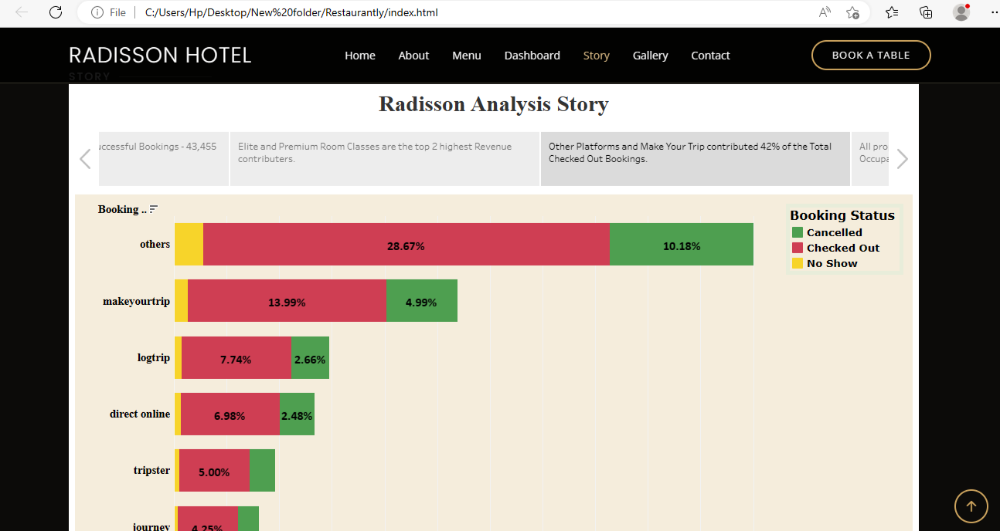 File
C:/Users/Hp/Desktop/New%20folder/Restaurantly/index.html
RADISSON HOTEL
Home About Menu Dashboard Story Gallery Contact
BOOK A TABLE
STORY
Radisson Analysis Story
uccessful Bookings - 43,455
Elite and Premium Room Classes are the top 2 highest Revenue
contributers.
Other Platforms and Make Your Trip contributed 42% of the Total
Checked Out Bookings.
All pro
Occupa
Booking ..
Booking Status
Cancelled
Checked Out
No Show
others 28.67% 10.18%
makeyourtrip 13.99% 4.99%
logtrip 7.74% 2.66%
direct online 6.98% 2.48%
tripster 5.00%
journey 4.25%